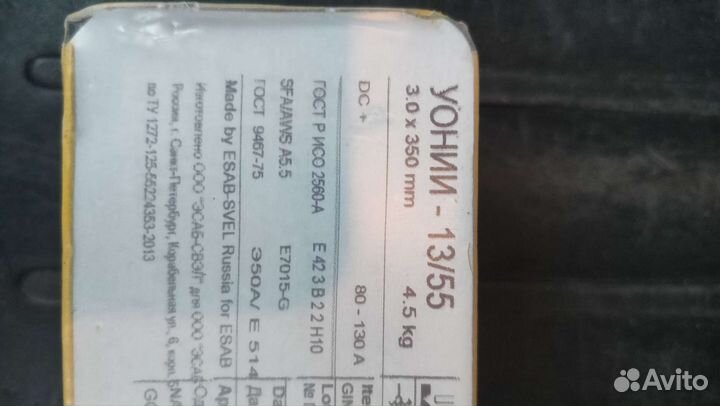 УОНИИ - 13/55
3.0 x 350 mm 4.5 kg
DC + 80 - 130 A
ГОСТ Р ИСО 2560-А E 42 3 B 2 2 H10
SFA/AWS A5.5 E7015-G
ГОСТ 9467-75 Э50А/ E 514
Made by ESAB-SVEL Russia for ESAB
Изготовлено ООО "ЭСАБ-СВЭЛ" для ООО "ЭСАБ
Россия, г. Санкт-Петербург, Корабельная ул., 6, корп.
по ТУ 1272-125-55224353-2013
Avito